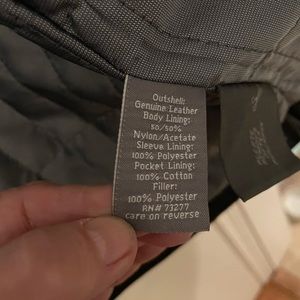 Outshell:
Genuine Leather
Body Lining:
50/50%
Nylon/Acetate
Sleeve Lining:
100% Polyester
Pocket Lining:
100% Cotton
Filler:
100% Polyester
RN# 73277
care on reverse